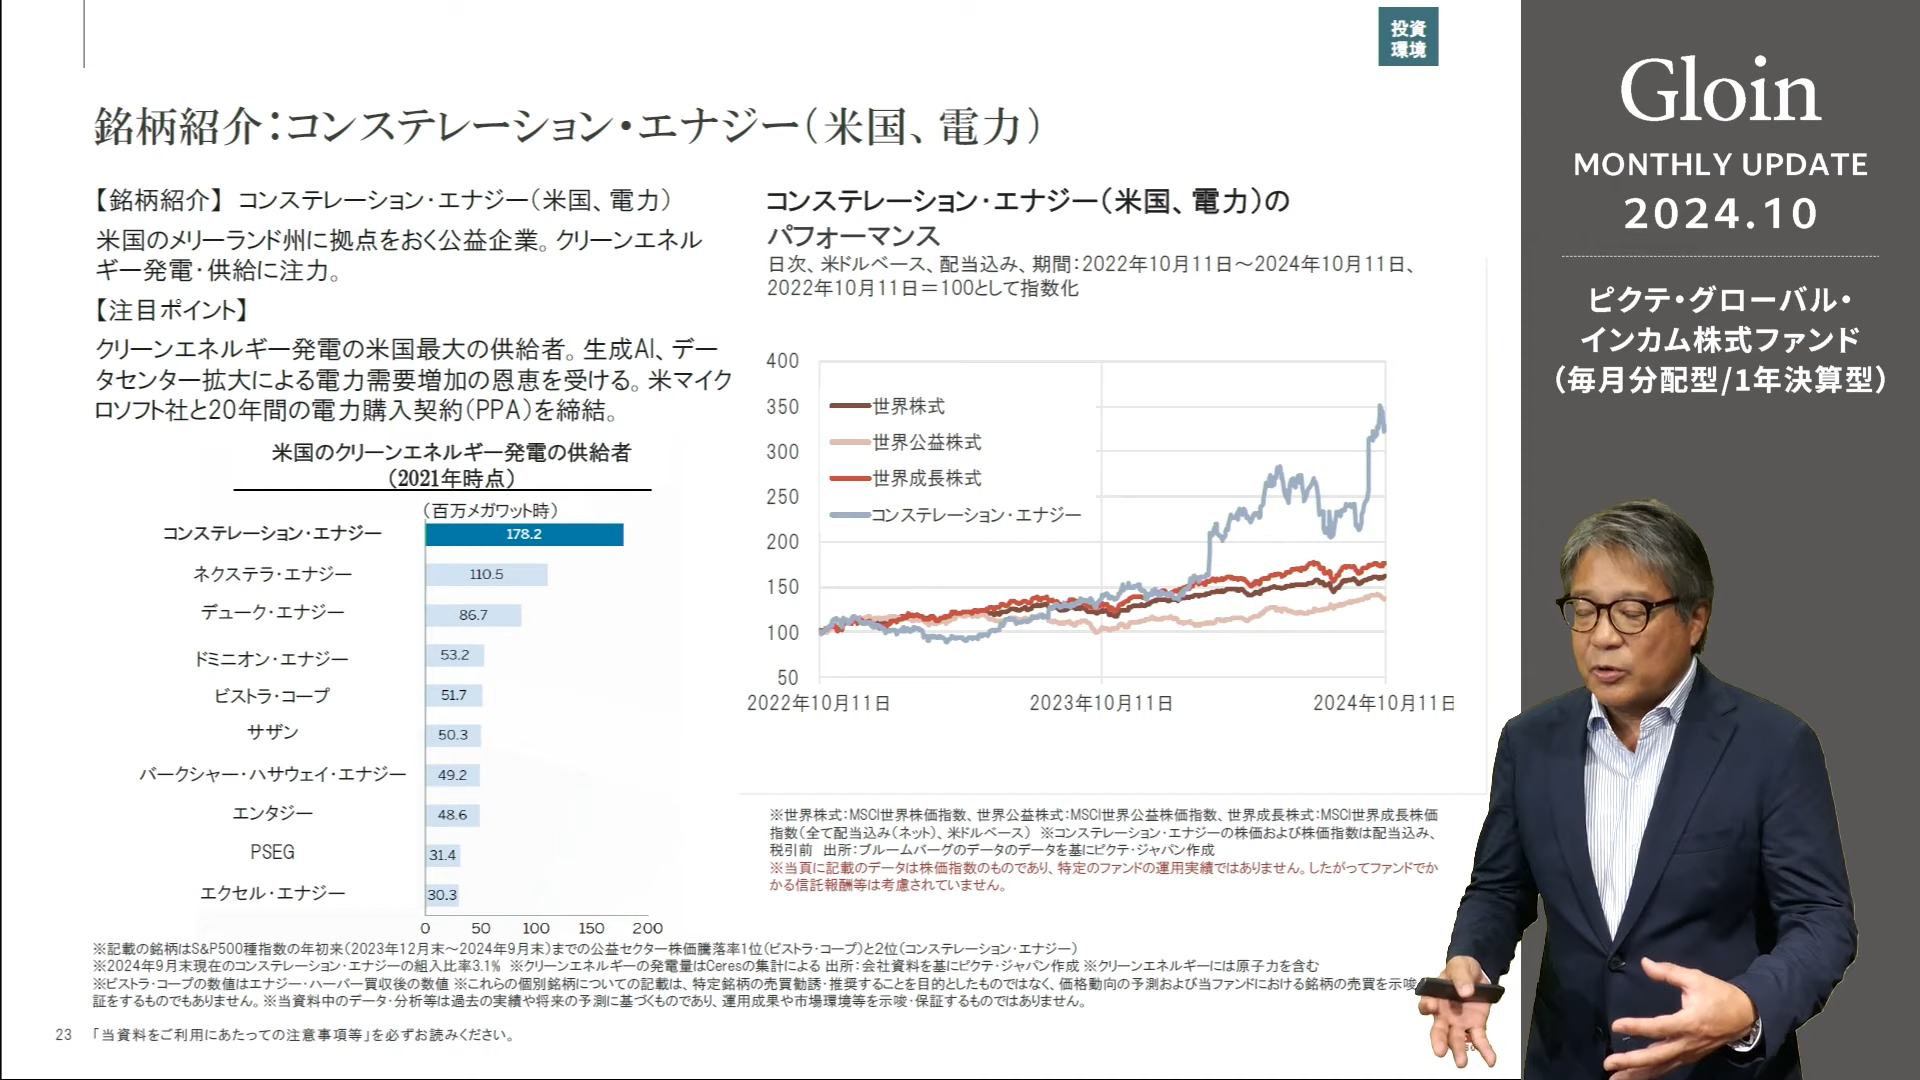 投資
環境
銘柄紹介：コンステレーション・エナジー（米国、電力）
【銘柄紹介】 コンステレーション・エナジー（米国、電力）
米国のメリーランド州に拠点をおく公益企業。クリーンエネル
ギー発電・供給に注力。
【注目ポイント】
クリーンエネルギー発電の米国最大の供給者。生成AI、デー
タセンター拡大による電力需要増加の恩恵を受ける。米マイク
ロソフト社と20年間の電力購入契約（PPA）を締結。
米国のクリーンエネルギー発電の供給者
（2021年時点）
（百万メガワット時）
コンステレーション・エナジー 178.2
ネクステラ・エナジー 110.5
デューク・エナジー 86.7
ドミニオン・エナジー 53.2
ビストラ・コープ 51.7
サザン 50.3
バークシャー・ハサウェイ・エナジー 49.2
エンタジー 48.6
PSEG 31.4
エクセル・エナジー 30.3
0 50 100 150 200
コンステレーション・エナジー（米国、電力）の
パフォーマンス
日次、米ドルベース、配当込み、期間：2022年10月11日～2024年10月11日、
2022年10月11日＝100として指数化
400
350
300
250
200
150
100
50
世界株式
世界公益株式
世界成長株式
コンステレーション・エナジー
2022年10月11日 2023年10月11日 2024年10月11日
※世界株式：MSCI世界株価指数、世界公益株式：MSCI世界公益株価指数、世界成長株式：MSCI世界成長株価
指数（全て配当込み（ネット）、米ドルベース） ※コンステレーション・エナジーの株価および株価指数は配当込み、
税引前 出所：ブルームバーグのデータのデータを基にピクテ・ジャパン作成
※当頁に記載のデータは株価指数のものであり、特定のファンドの運用実績ではありません。したがってファンドでか
かる信託報酬等は考慮されていません。
※記載の銘柄はS&P500種指数の年初来（2023年12月末～2024年9月末）までの公益セクター株価騰落率1位（ビストラ・コープ）と2位（コンステレーション・エナジー）
※2024年9月末現在のコンステレーション・エナジーの組入比率3.1% ※クリーンエネルギーの発電量はCeresの集計による 出所：会社資料を基にピクテ・ジャパン作成 ※クリーンエネルギーには原子力を含む
※ビストラ・コープの数値はエナジー・ハーバー買収後の数値 ※これらの個別銘柄についての記載は、特定銘柄の売買勧誘・推奨することを目的としたものではなく、価格動向の予測および当ファンドにおける銘柄の売買を示唆
証をするものでもありません。※当資料中のデータ・分析等は過去の実績や将来の予測に基づくものであり、運用成果や市場環境等を示唆・保証するものではありません。
23 「当資料をご利用にあたっての注意事項等」を必ずお読みください。
Gloin
MONTHLY UPDATE
2024.10
ピクテ・グローバル・
インカム株式ファンド
（毎月分配型/1年決算型）